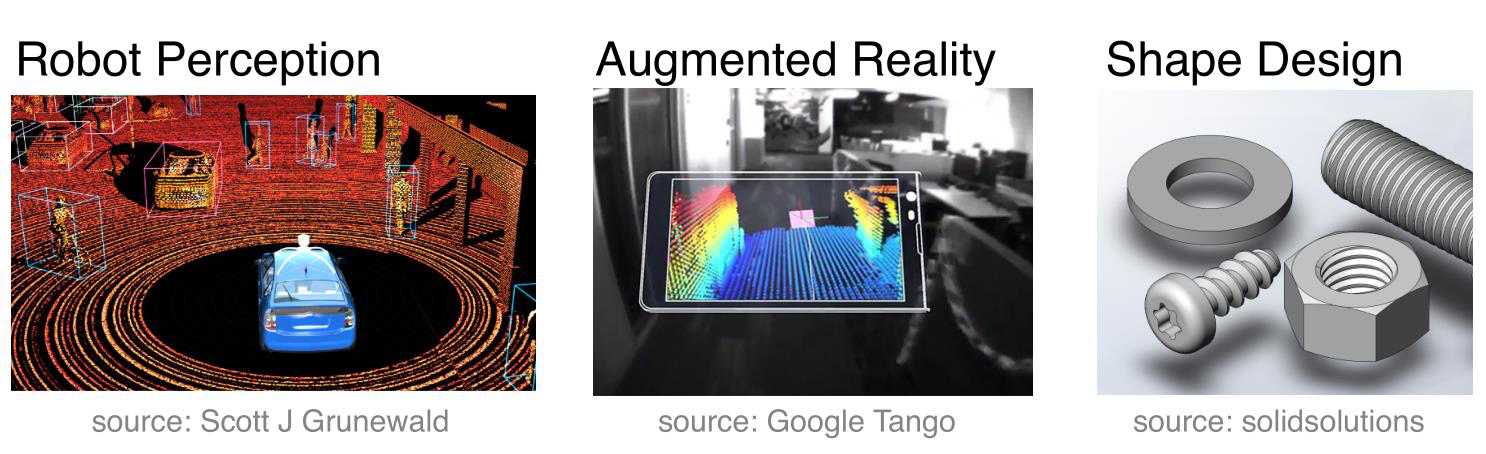 Robot Perception
Augmented Reality
Shape Design
source: Scott J Grunewald
source: Google Tango
source: solidsolutions